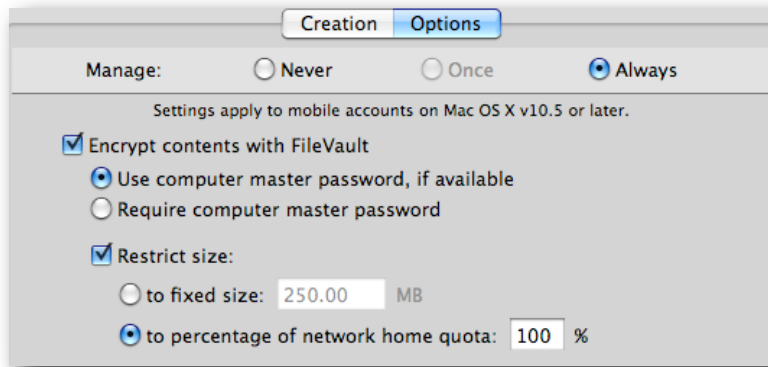 Creation Options
Manage: Never Once Always
Settings apply to mobile accounts on Mac OS X v10.5 or later.
Encrypt contents with FileVault
Use computer master password, if available
Require computer master password
Restrict size:
to fixed size: 250.00 MB
to percentage of network home quota: 100 %